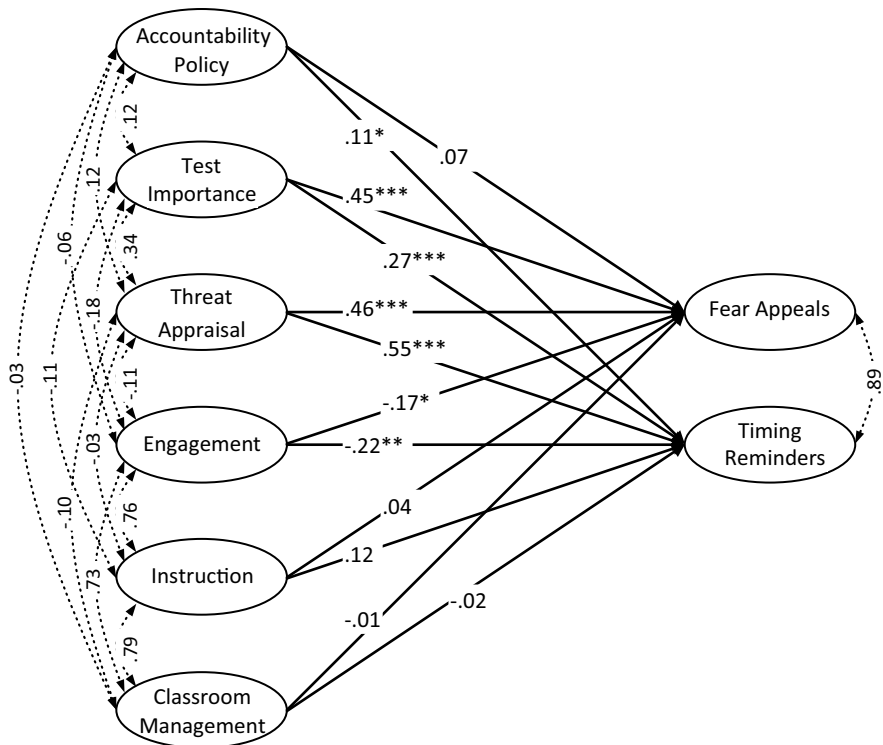 Accountability
Policy
.12
.11*
.07
Test
Importance
.12
.45***
-.06
.34
.27***
-.18
Threat
Appraisal
.46***
Fear Appeals
.55***
.03
-.11
-.11
.89
-.17*
-.03
Engagement
-.22**
Timing
Reminders
-.10
.76
.04
.73
Instruction
.12
-.02
-.01
.79
Classroom
Management